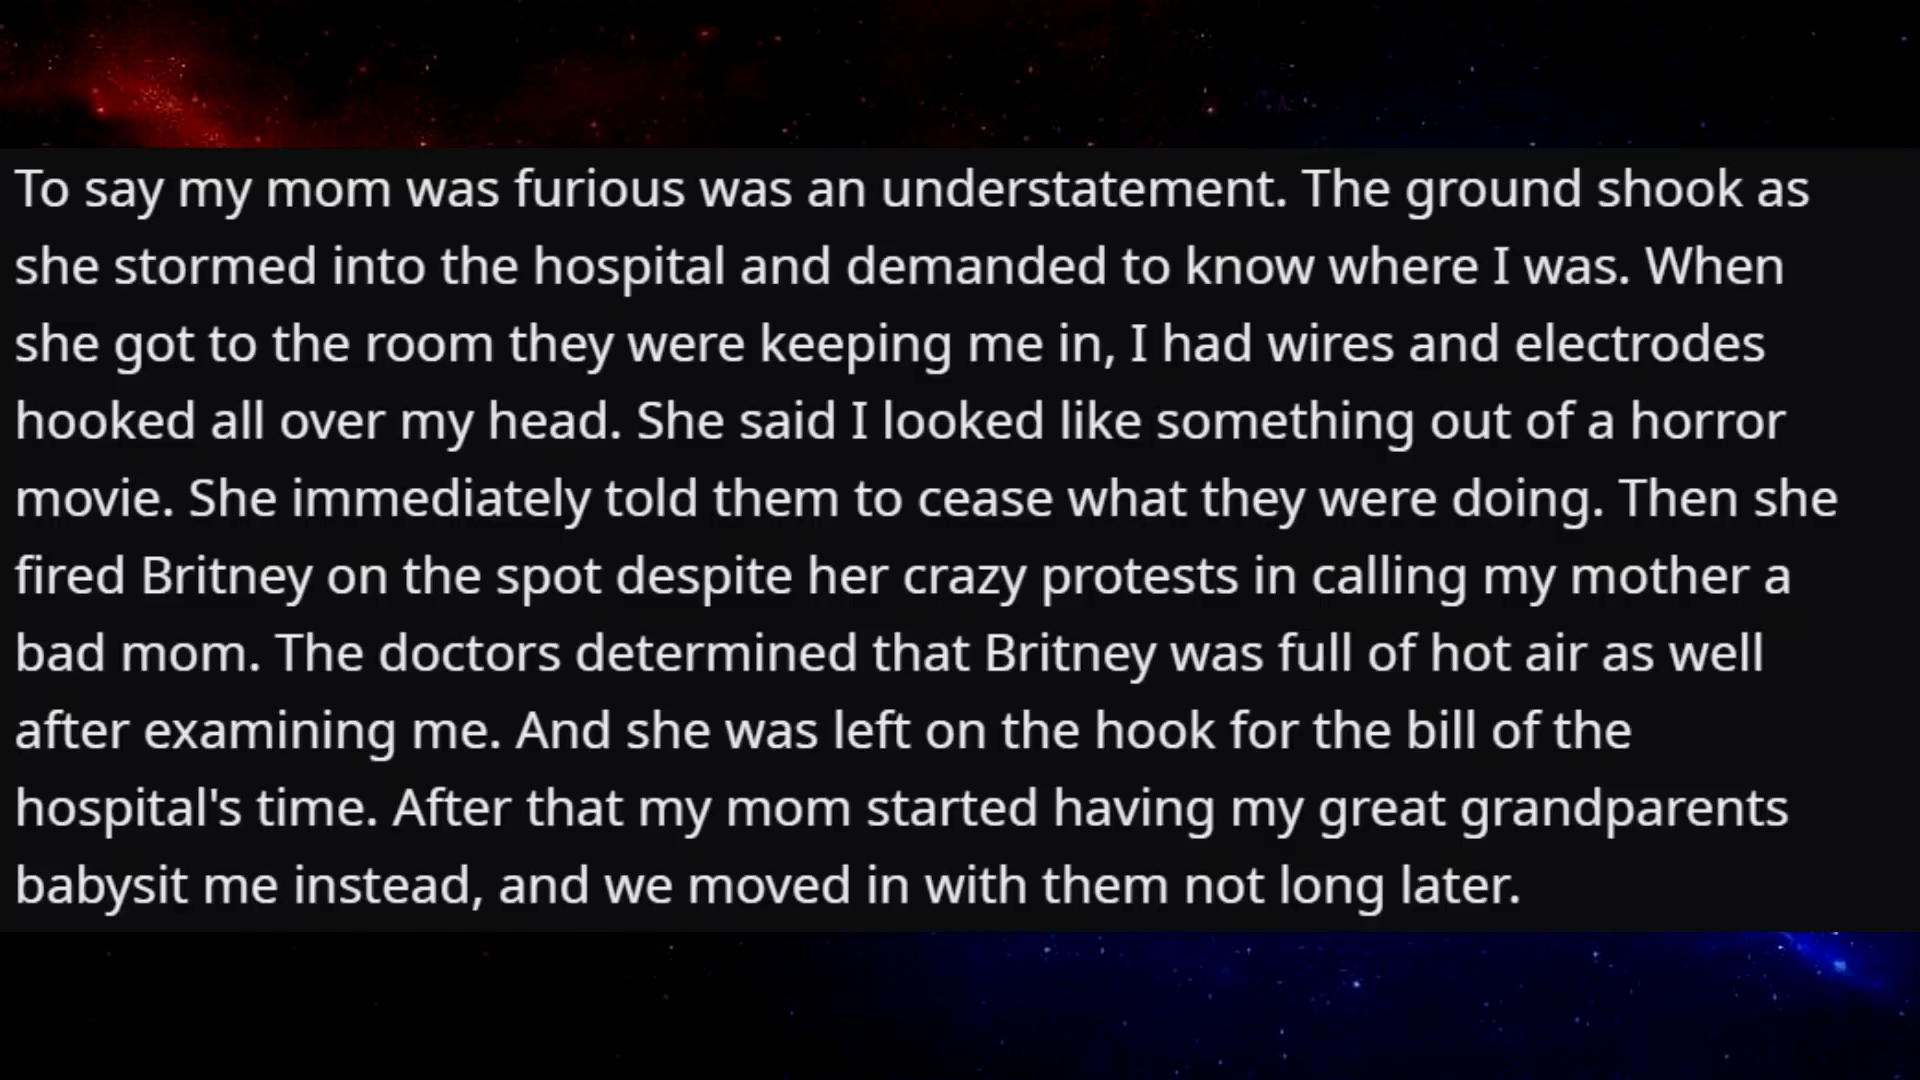 To say my mom was furious was an understatement. The ground shook as
she stormed into the hospital and demanded to know where I was. When
she got to the room they were keeping me in, I had wires and electrodes
hooked all over my head. She said I looked like something out of a horror
movie. She immediately told them to cease what they were doing. Then she
fired Britney on the spot despite her crazy protests in calling my mother a
bad mom. The doctors determined that Britney was full of hot air as well
after examining me. And she was left on the hook for the bill of the
hospital's time. After that my mom started having my great grandparents
babysit me instead, and we moved in with them not long later.